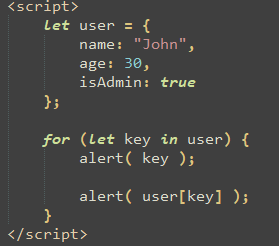 <script>
let user = {
name: "John",
age: 30,
isAdmin: true
};
for (let key in user) {
alert( key );
alert( user[key] );
}
</script>